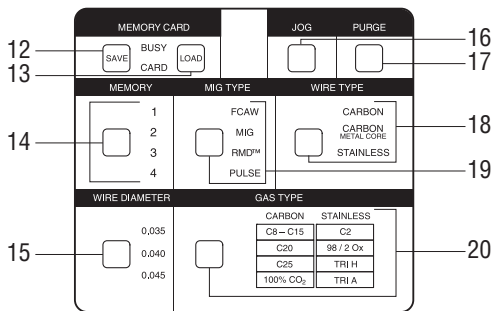 MEMORY CARD
JOG PURGE
12 SAVE BUSY LOAD 16
13 CARD 17
MEMORY MIG TYPE WIRE TYPE
1 FCAW CARBON
14 2 MIG CARBON 18
METAL CORE
3 RMD™ STAINLESS
4 PULSE 19
WIRE DIAMETER GAS TYPE
CARBON STAINLESS
0,035 C8 – C15 C2
15 0.040 C20 98 / 2 Ox 20
0.045 C25 TRI H
100% CO₂ TRI A